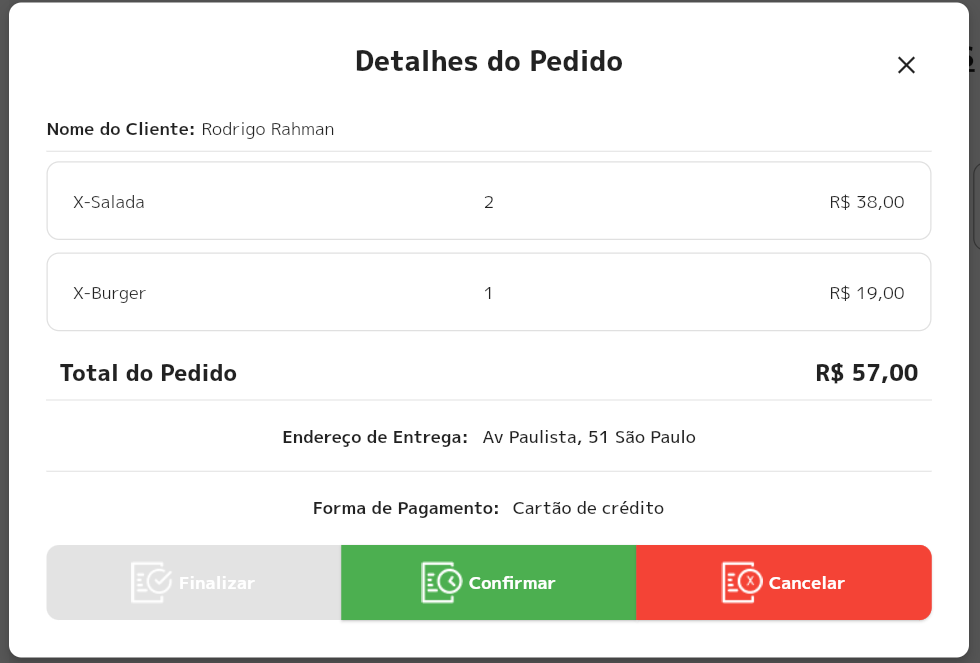 Detalhes do Pedido
Nome do Cliente: Rodrigo Rahman
X-Salada 2 R$ 38,00
X-Burger 1 R$ 19,00
Total do Pedido R$ 57,00
Endereço de Entrega: Av Paulista, 51 São Paulo
Forma de Pagamento: Cartão de crédito
Finalizar Confirmar Cancelar